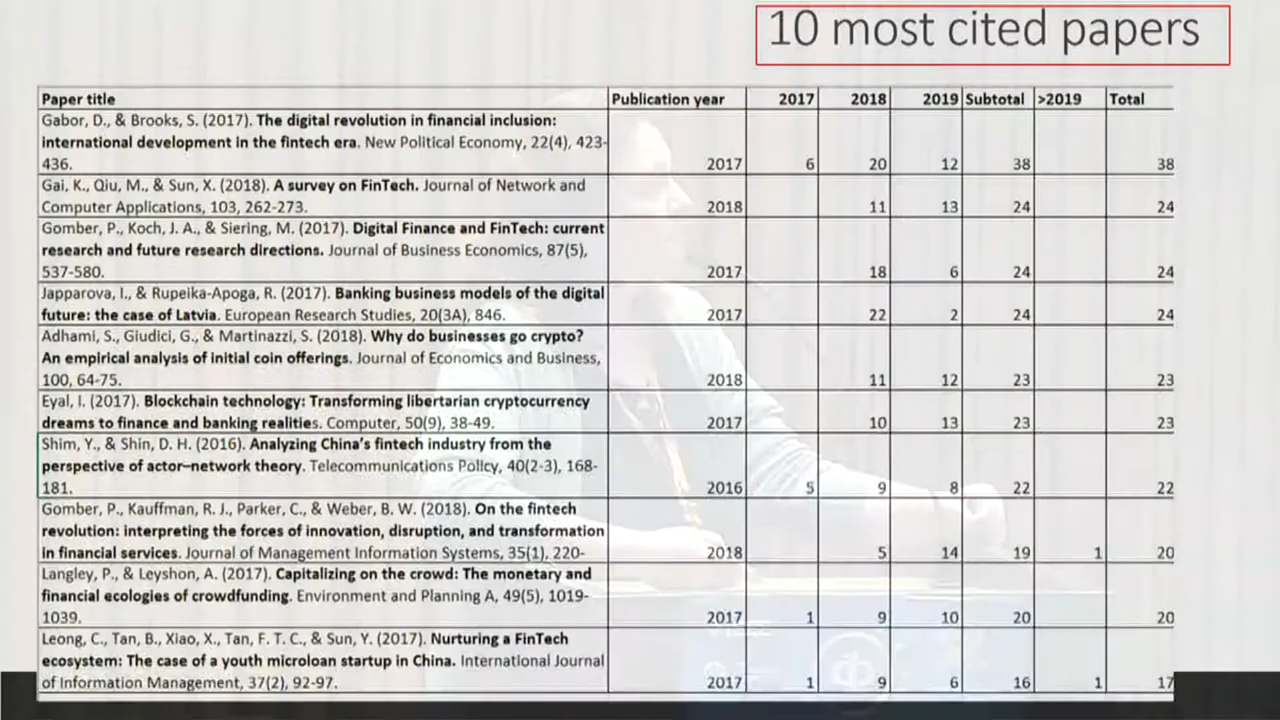 10 most cited papers
Paper title Publication year 2017 2018 2019 Subtotal >2019 Total
Gabor, D., & Brooks, S. (2017). The digital revolution in financial inclusion:
international development in the fintech era. New Political Economy, 22(4), 423-
436. 2017 6 20 12 38 38
Gai, K., Qiu, M., & Sun, X. (2018). A survey on FinTech. Journal of Network and
Computer Applications, 103, 262-273. 2018 11 13 24 24
Gomber, P., Koch, J. A., & Siering, M. (2017). Digital Finance and FinTech: current
research and future research directions. Journal of Business Economics, 87(5),
537-580. 2017 18 6 24 24
Japparova, I., & Rupeika-Apoga, R. (2017). Banking business models of the digital
future: the case of Latvia. European Research Studies, 20(3A), 846. 2017 22 2 24 24
Adhami, S., Giudici, G., & Martinazzi, S. (2018). Why do businesses go crypto?
An empirical analysis of initial coin offerings. Journal of Economics and Business,
100, 64-75. 2018 11 12 23 23
Eyal, I. (2017). Blockchain technology: Transforming libertarian cryptocurrency
dreams to finance and banking realities. Computer, 50(9), 38-49. 2017 10 13 23 23
Shim, Y., & Shin, D. H. (2016). Analyzing China's fintech industry from the
perspective of actor–network theory. Telecommunications Policy, 40(2-3), 168-
181. 2016 5 9 8 22 22
Gomber, P., Kauffman, R. J., Parker, C., & Weber, B. W. (2018). On the fintech
revolution: interpreting the forces of innovation, disruption, and transformation
in financial services. Journal of Management Information Systems, 35(1), 220- 2018 5 14 19 1 20
Langley, P., & Leyshon, A. (2017). Capitalizing on the crowd: The monetary and
financial ecologies of crowdfunding. Environment and Planning A, 49(5), 1019-
1039. 2017 1 9 10 20 20
Leong, C., Tan, B., Xiao, X., Tan, F. T. C., & Sun, Y. (2017). Nurturing a FinTech
ecosystem: The case of a youth microloan startup in China. International Journal
of Information Management, 37(2), 92-97. 2017 1 9 6 16 1 17